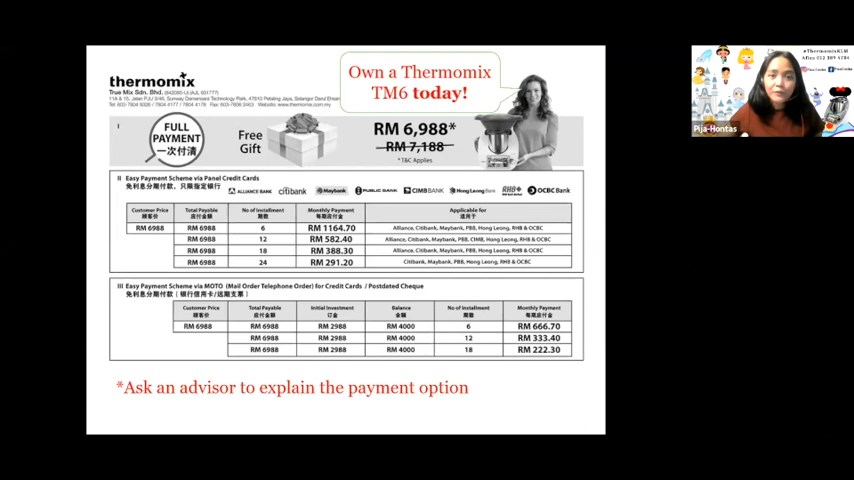 Own a Thermomix
TM6 today!
thermomix
True Mix Sdn. Bhd.
I
FULL
PAYMENT
一次付清
Free
Gift
RM 6,988*
RM 7,188
* T&C Applies
II Easy Payment Scheme via Panel Credit Cards
免利息分期付款，只限指定银行
ALLIANCE BANK citibank Maybank PUBLIC BANK CIMB BANK HongLeong Bank RHB OCBC Bank
Customer Price 顾客价 Total Payable 应付金额 No of Installment 期数 Monthly Payment 每期应付金 Applicable for 适用于
RM 6988 RM 6988 6 RM 1164.70 Alliance, Citibank, Maybank, PBB, Hong Leong, RHB & OCBC
RM 6988 12 RM 582.40 Alliance, Citibank, Maybank, PBB, CIMB, Hong Leong, RHB & OCBC
RM 6988 18 RM 388.30 Alliance, Citibank, Maybank, PBB, Hong Leong, RHB & OCBC
RM 6988 24 RM 291.20 Citibank, Maybank, PBB, Hong Leong, RHB & OCBC
III Easy Payment Scheme via MOTO (Mail Order Telephone Order) for Credit Cards / Postdated Cheque
免利息分期付款（银行信用卡/远期支票）
Customer Price 顾客价 Total Payable 应付金额 Initial Investment 订金 Balance 余额 No of Installment 期数 Monthly Payment 每期应付金
RM 6988 RM 6988 RM 2988 RM 4000 6 RM 666.70
RM 6988 RM 2988 RM 4000 12 RM 333.40
RM 6988 RM 2988 RM 4000 18 RM 222.30
*Ask an advisor to explain the payment option
Pija-Hontas